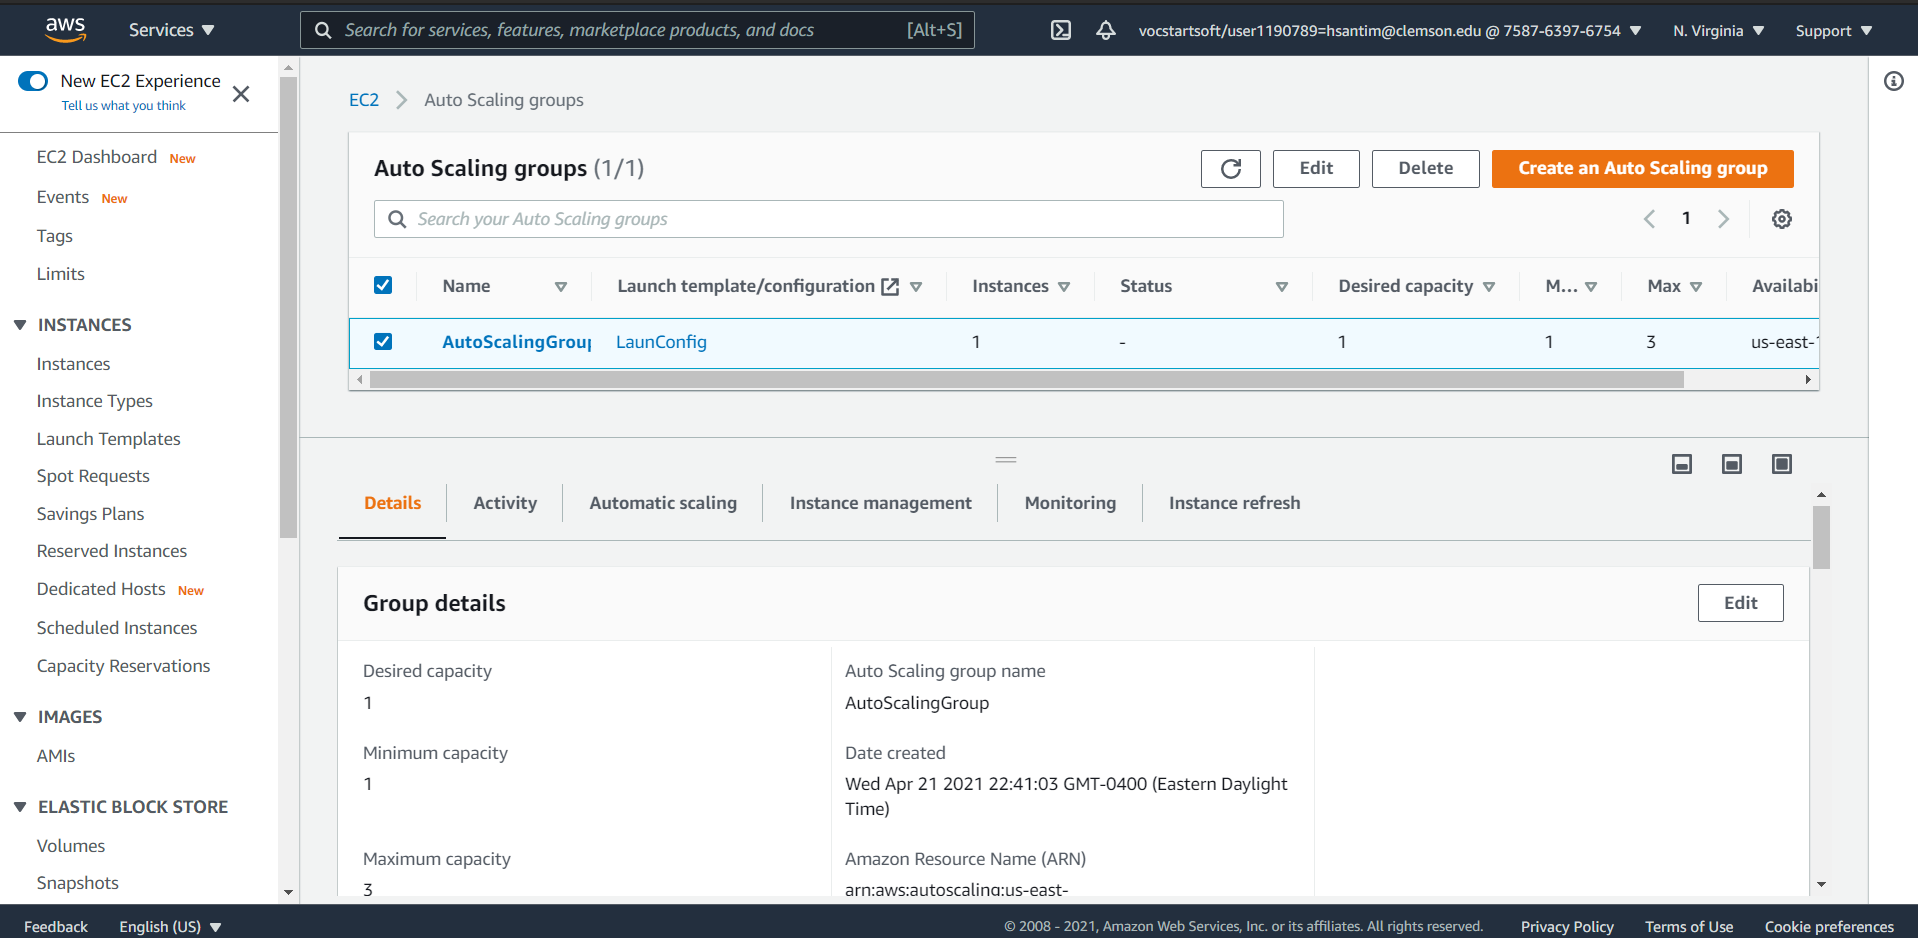 aws
Services
Search for services, features, marketplace products, and docs [Alt+S]
vocstartsoft/user1190789=hsantim@clemson.edu @ 7587-6397-6754
N. Virginia
Support
New EC2 Experience
Tell us what you think
EC2 Dashboard New
Events New
Tags
Limits
INSTANCES
Instances
Instance Types
Launch Templates
Spot Requests
Savings Plans
Reserved Instances
Dedicated Hosts New
Scheduled Instances
Capacity Reservations
IMAGES
AMIs
ELASTIC BLOCK STORE
Volumes
Snapshots
EC2 > Auto Scaling groups
Auto Scaling groups (1/1)
Edit
Delete
Create an Auto Scaling group
Search your Auto Scaling groups
1
Name Launch template/configuration Instances Status Desired capacity M... Max Availabi
AutoScalingGroup LaunConfig 1 - 1 1 3 us-east-1
Details Activity Automatic scaling Instance management Monitoring Instance refresh
Group details
Edit
Desired capacity
1
Minimum capacity
1
Maximum capacity
3
Auto Scaling group name
AutoScalingGroup
Date created
Wed Apr 21 2021 22:41:03 GMT-0400 (Eastern Daylight
Time)
Amazon Resource Name (ARN)
arn:aws:autoscaling:us-east-
Feedback
English (US)
© 2008 - 2021, Amazon Web Services, Inc. or its affiliates. All rights reserved.
Privacy Policy
Terms of Use
Cookie preferences